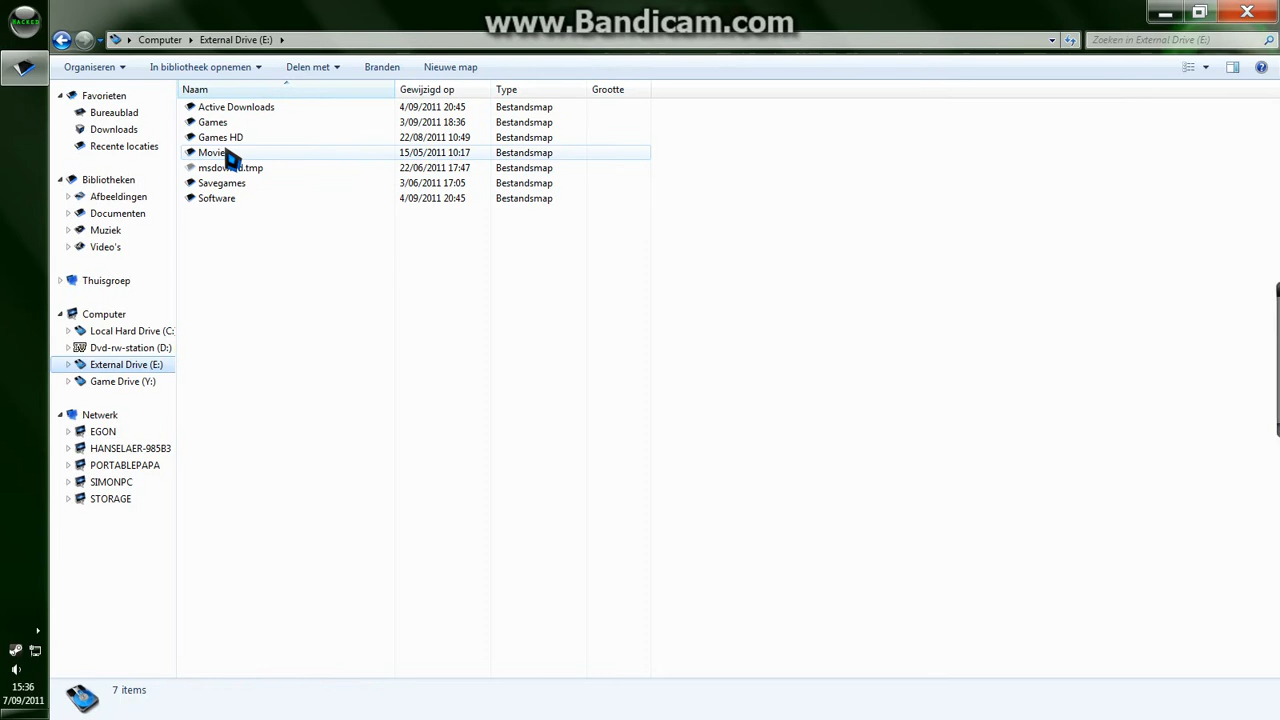 HACKED
www.Bandicam.com
Computer External Drive (E:)
Zoeken in External Drive (E:)
Organiseren In bibliotheek opnemen Delen met Branden Nieuwe map
Naam Gewijzigd op Type Grootte
Active Downloads 4/09/2011 20:45 Bestandsmap
Games 3/09/2011 18:36 Bestandsmap
Games HD 22/08/2011 10:49 Bestandsmap
15/05/2011 10:17 Bestandsmap
22/06/2011 17:47 Bestandsmap
Savegames 3/06/2011 17:05 Bestandsmap
Software 4/09/2011 20:45 Bestandsmap
Favorieten
Bureaublad
Downloads
Recente locaties
Bibliotheken
Afbeeldingen
Documenten
Muziek
Video's
Thuisgroep
Computer
Local Hard Drive (C:
Dvd-rw-station (D:)
External Drive (E:)
Game Drive (Y:)
Netwerk
EGON
HANSELAER-985B3
PORTABLEPAPA
SIMONPC
STORAGE
7 items
15:36
7/09/2011